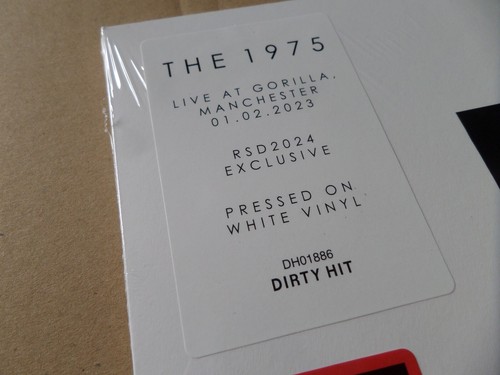 THE 1975
LIVE AT GORILLA,
MANCHESTER
01.02.2023
RSD2024
EXCLUSIVE
PRESSED ON
WHITE VINYL
DH01886
DIRTY HIT